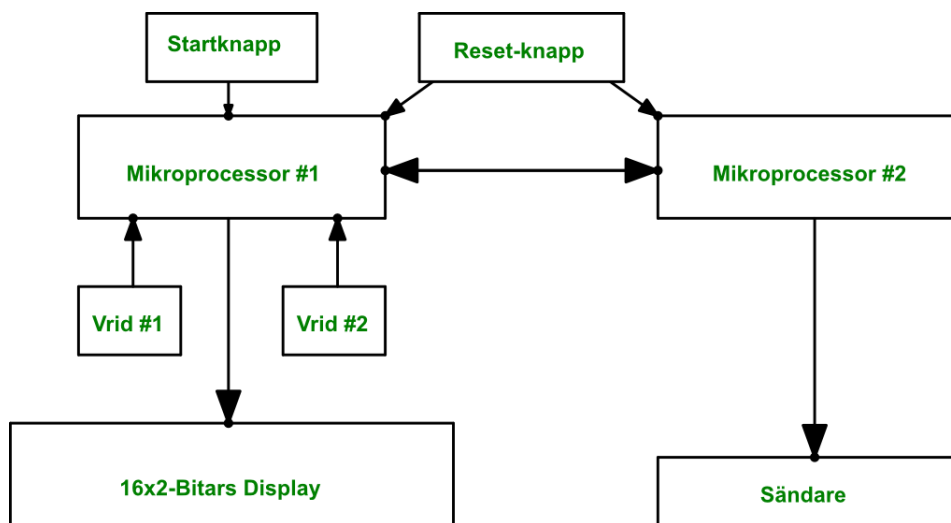 Startknapp
Reset-knapp
Mikroprocessor #1
Mikroprocessor #2
Vrid #1
Vrid #2
16x2-Bitars Display
Sändare